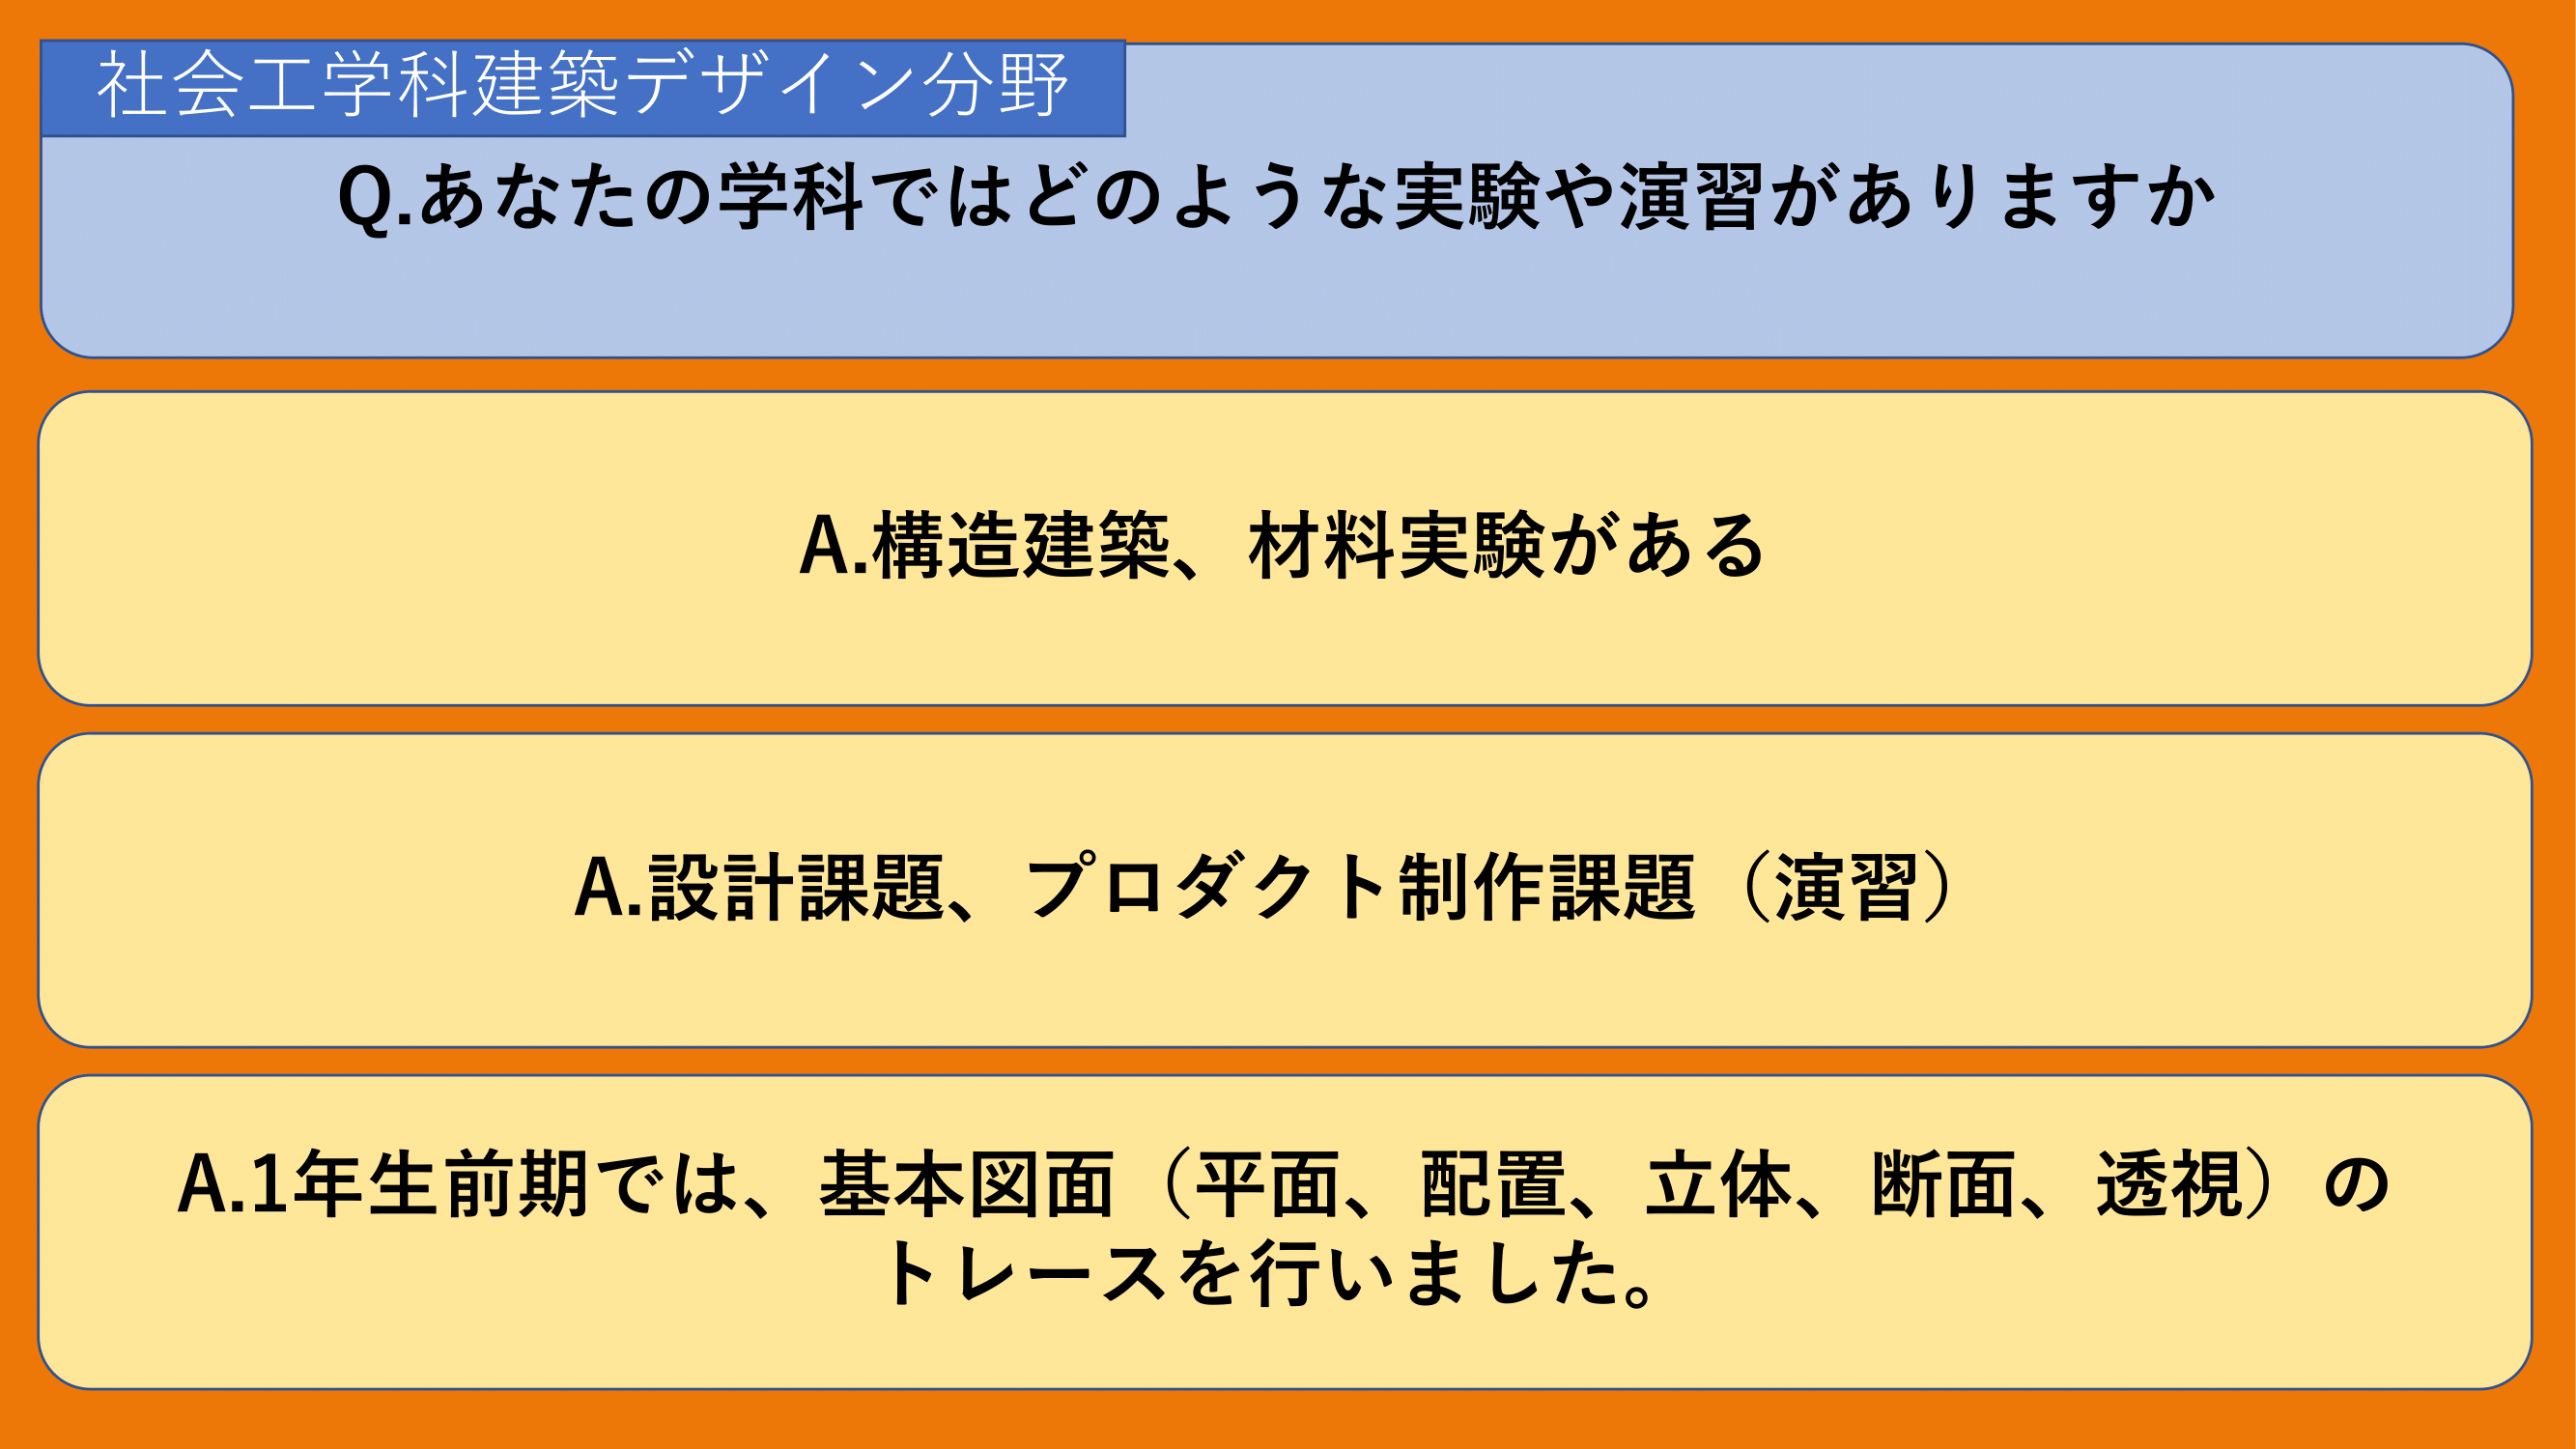 社会工学科建築デザイン分野
Q.あなたの学科ではどのような実験や演習がありますか
A.構造建築、材料実験がある
A.設計課題、プロダクト制作課題（演習）
A.1年生前期では、基本図面（平面、配置、立体、断面、透視）の
トレースを行いました。